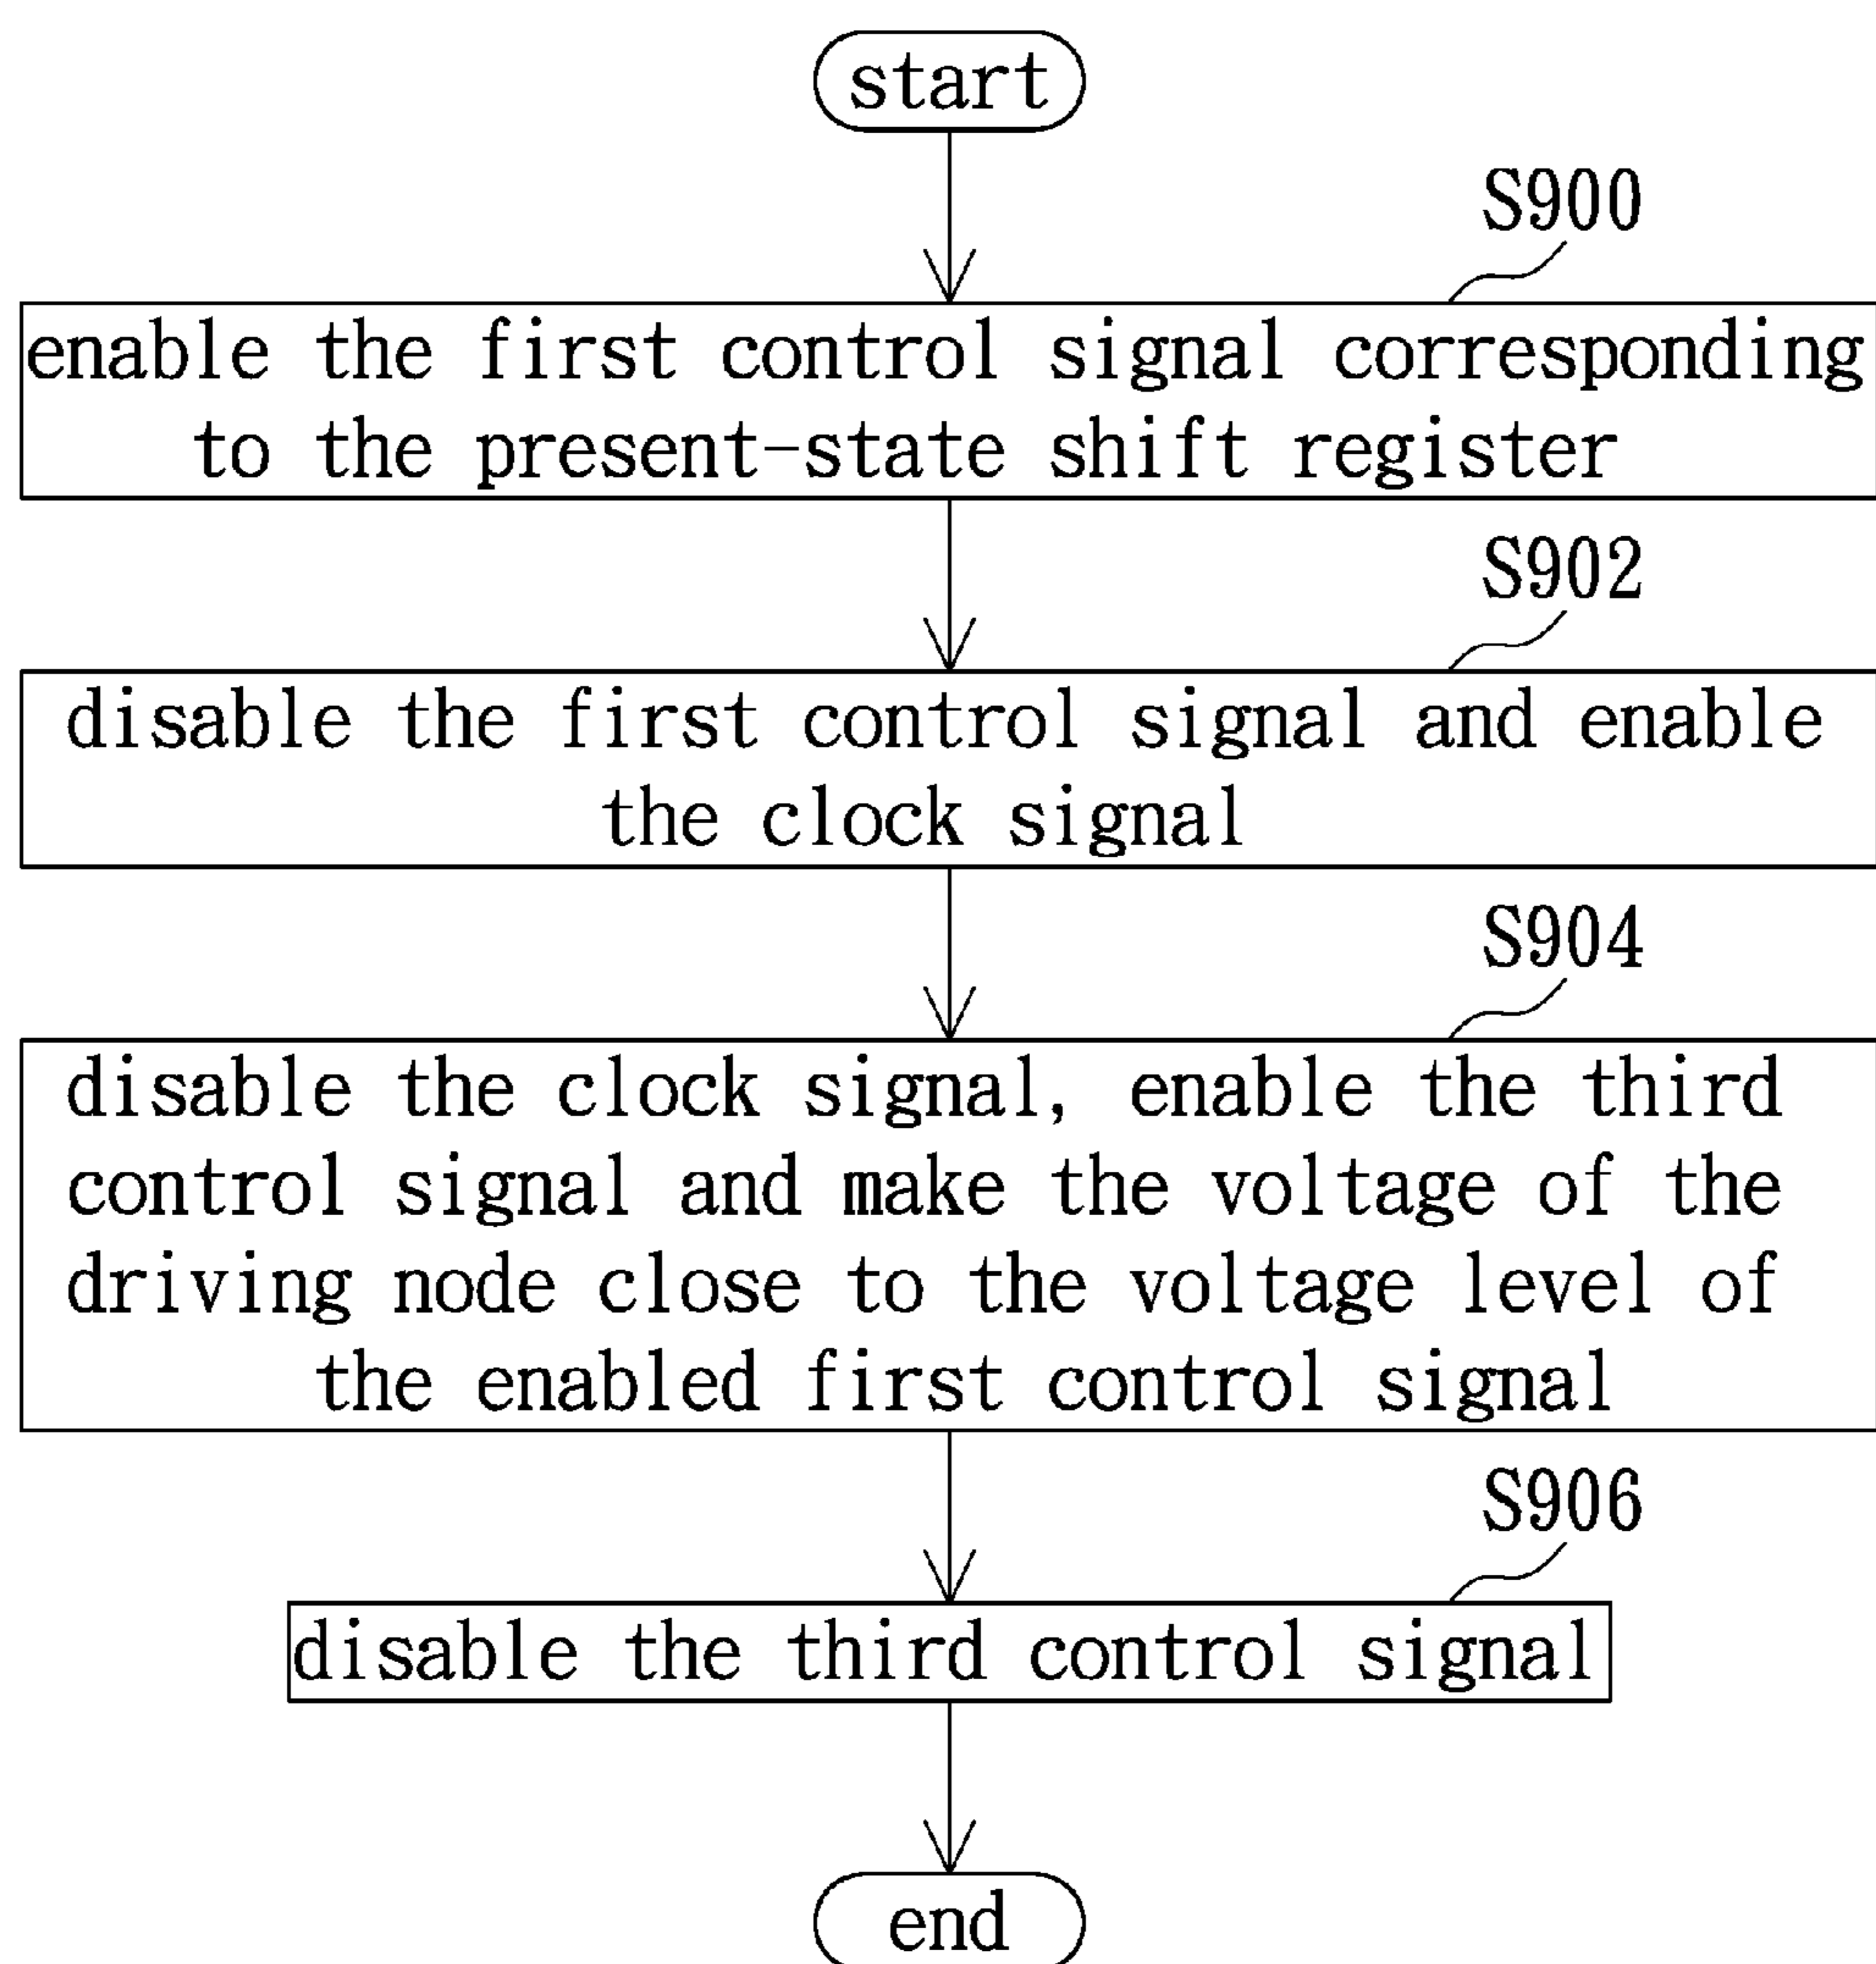 start
S900
enable the first control signal corresponding
to the present-state shift register
S902
disable the first control signal and enable
the clock signal
S904
disable the clock signal, enable the third
control signal and make the voltage of the
driving node close to the voltage level of
the enabled first control signal
S906
disable the third control signal
end